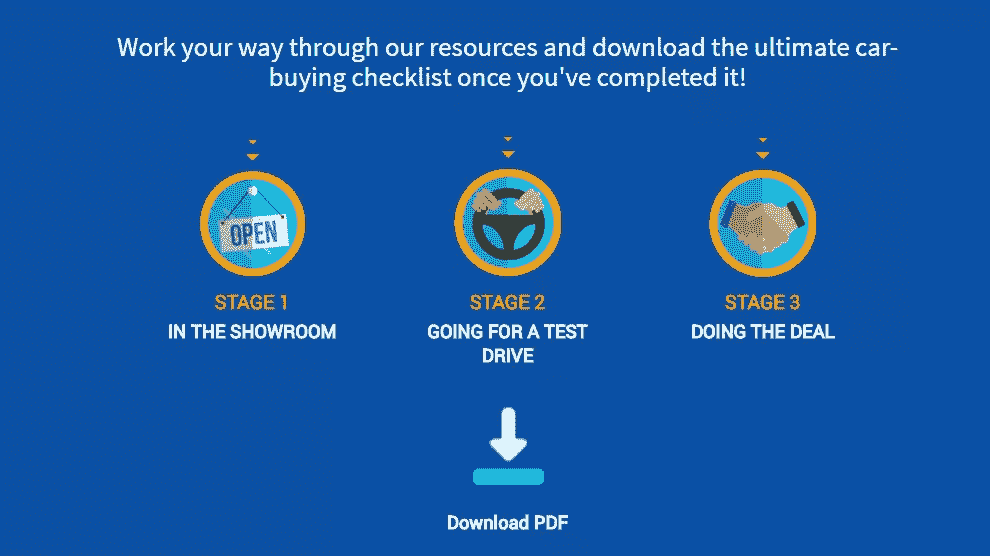 Work your way through our resources and download the ultimate car-
buying checklist once you've completed it!
OPEN
STAGE 1
IN THE SHOWROOM
STAGE 2
GOING FOR A TEST
DRIVE
STAGE 3
DOING THE DEAL
Download PDF